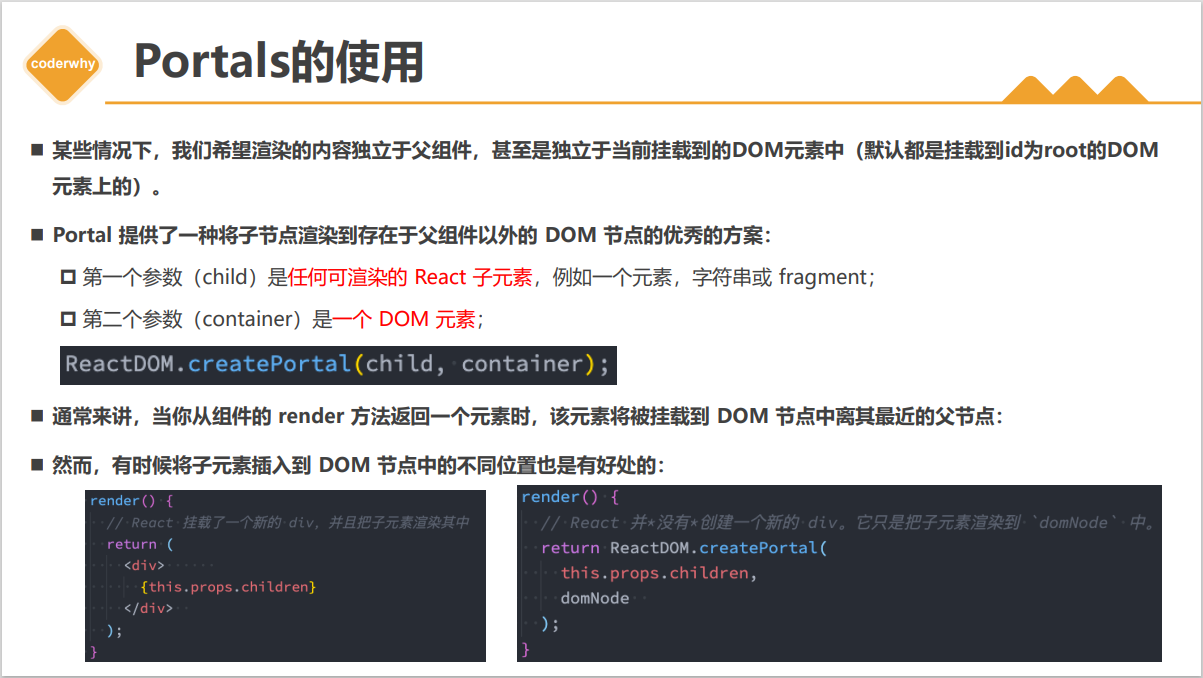 coderwhy
Portals的使用
某些情况下，我们希望渲染的内容独立于父组件，甚至是独立于当前挂载到的DOM元素中（默认都是挂载到id为root的DOM
元素上的）。
Portal 提供了一种将子节点渲染到存在于父组件以外的 DOM 节点的优秀的方案：
第一个参数（child）是任何可渲染的 React 子元素，例如一个元素，字符串或 fragment；
第二个参数（container）是一个 DOM 元素；
ReactDOM.createPortal(child, container);
通常来讲，当你从组件的 render 方法返回一个元素时，该元素将被挂载到 DOM 节点中离其最近的父节点：
然而，有时候将子元素插入到 DOM 节点中的不同位置也是有好处的：
render() {
// React 挂载了一个新的 div，并且把子元素渲染其中
return (
<div>
{this.props.children}
</div>
);
}
render() {
// React 并*没有*创建一个新的 div。它只是把子元素渲染到 `domNode` 中。
return ReactDOM.createPortal(
this.props.children,
domNode
);
}